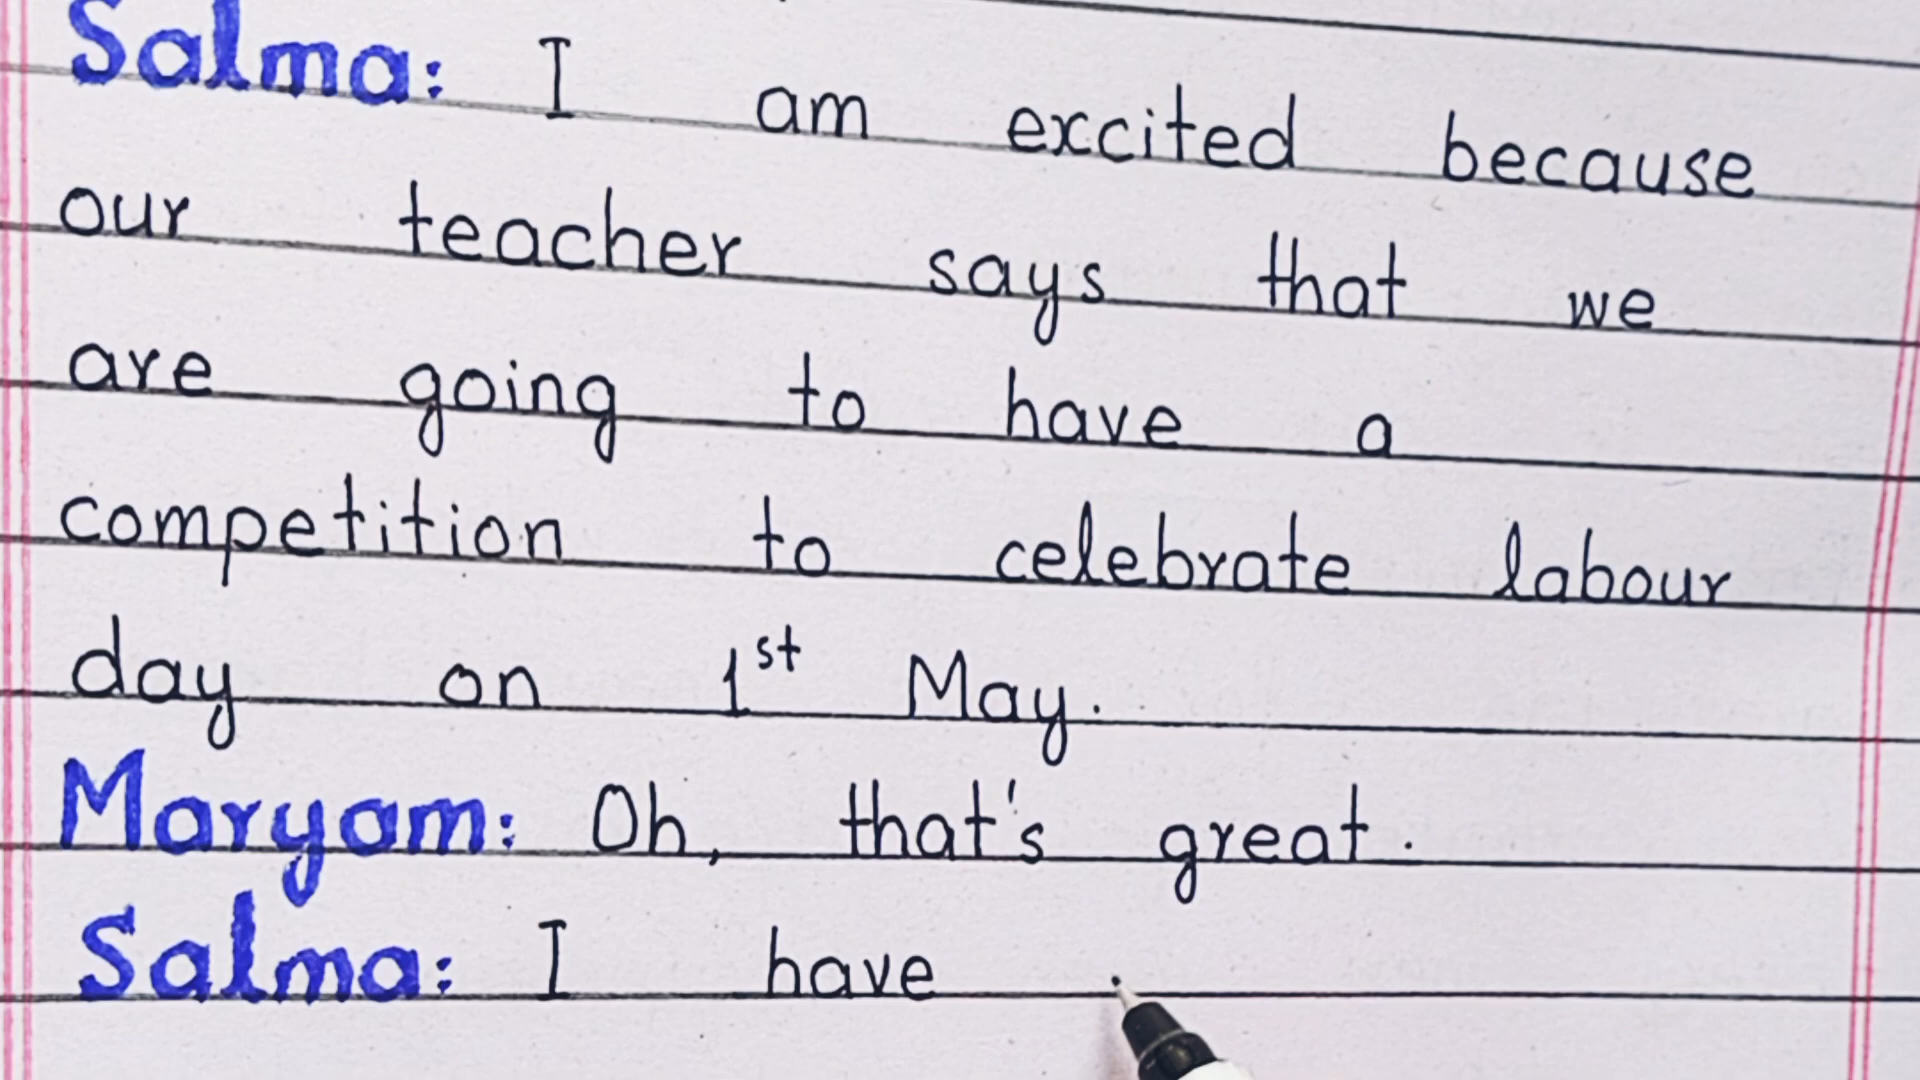 Salma: I am excited because
our teacher says that we
are going to have a
competition to celebrate labour
day on 1st May.
Maryam: Oh, that's great.
Salma: I have